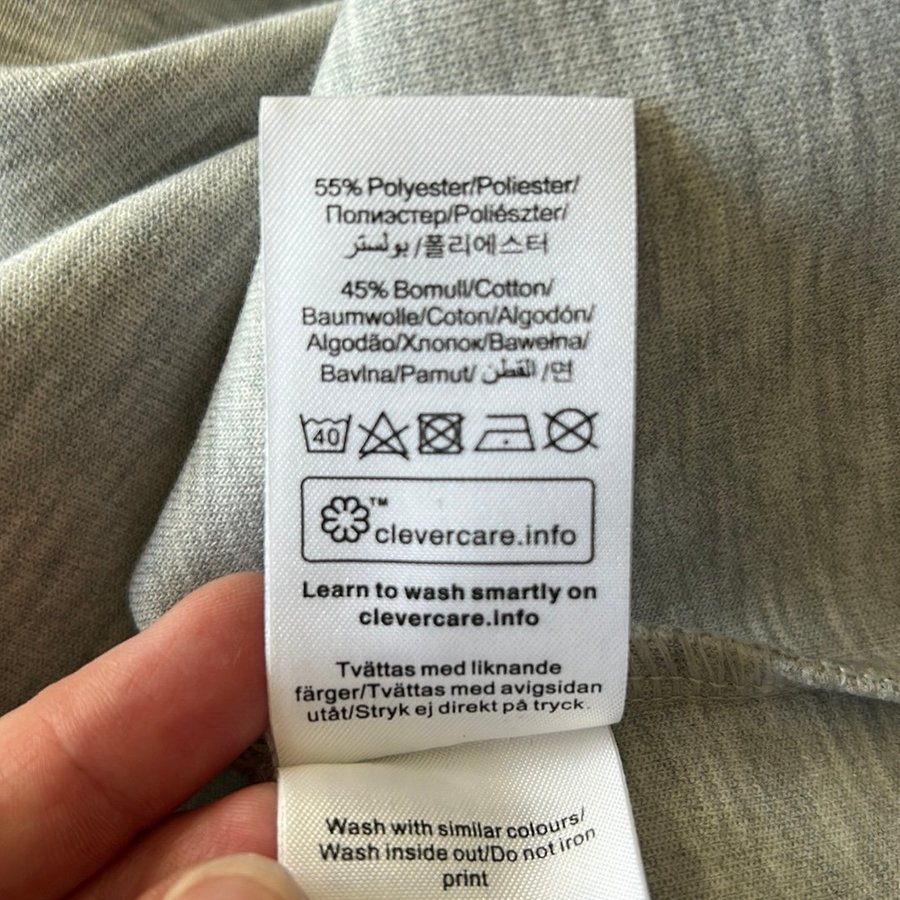 55% Polyester/Poliester/
Полиэстер/Poliészter/
بولستر /폴리에스터
45% Bomull/Cotton/
Baumwolle/Coton/Algodón/
Algodão/Хлопок/Bawełna/
Bavlna/Pamut/ القطن /면
40
™
clevercare.info
Learn to wash smartly on
clevercare.info
Tvättas med liknande
färger/Tvättas med avigsidan
utåt/Stryk ej direkt på tryck.
Wash with similar colours/
Wash inside out/Do not iron
print